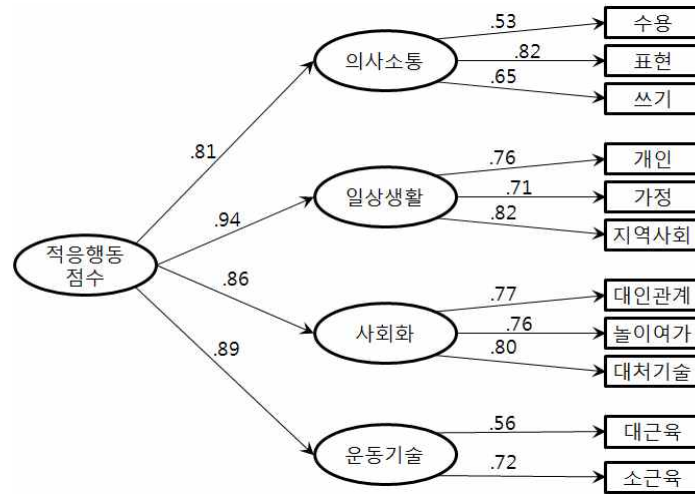 .53
수용
의사소통
.82
표현
.65
쓰기
.81
.76
개인
일상생활
.71
가정
.82
지역사회
.94
적응행동
점수
.86
.77
대인관계
사회화
.76
놀이여가
.80
대처기술
.89
.56
대근육
운동기술
.72
소근육